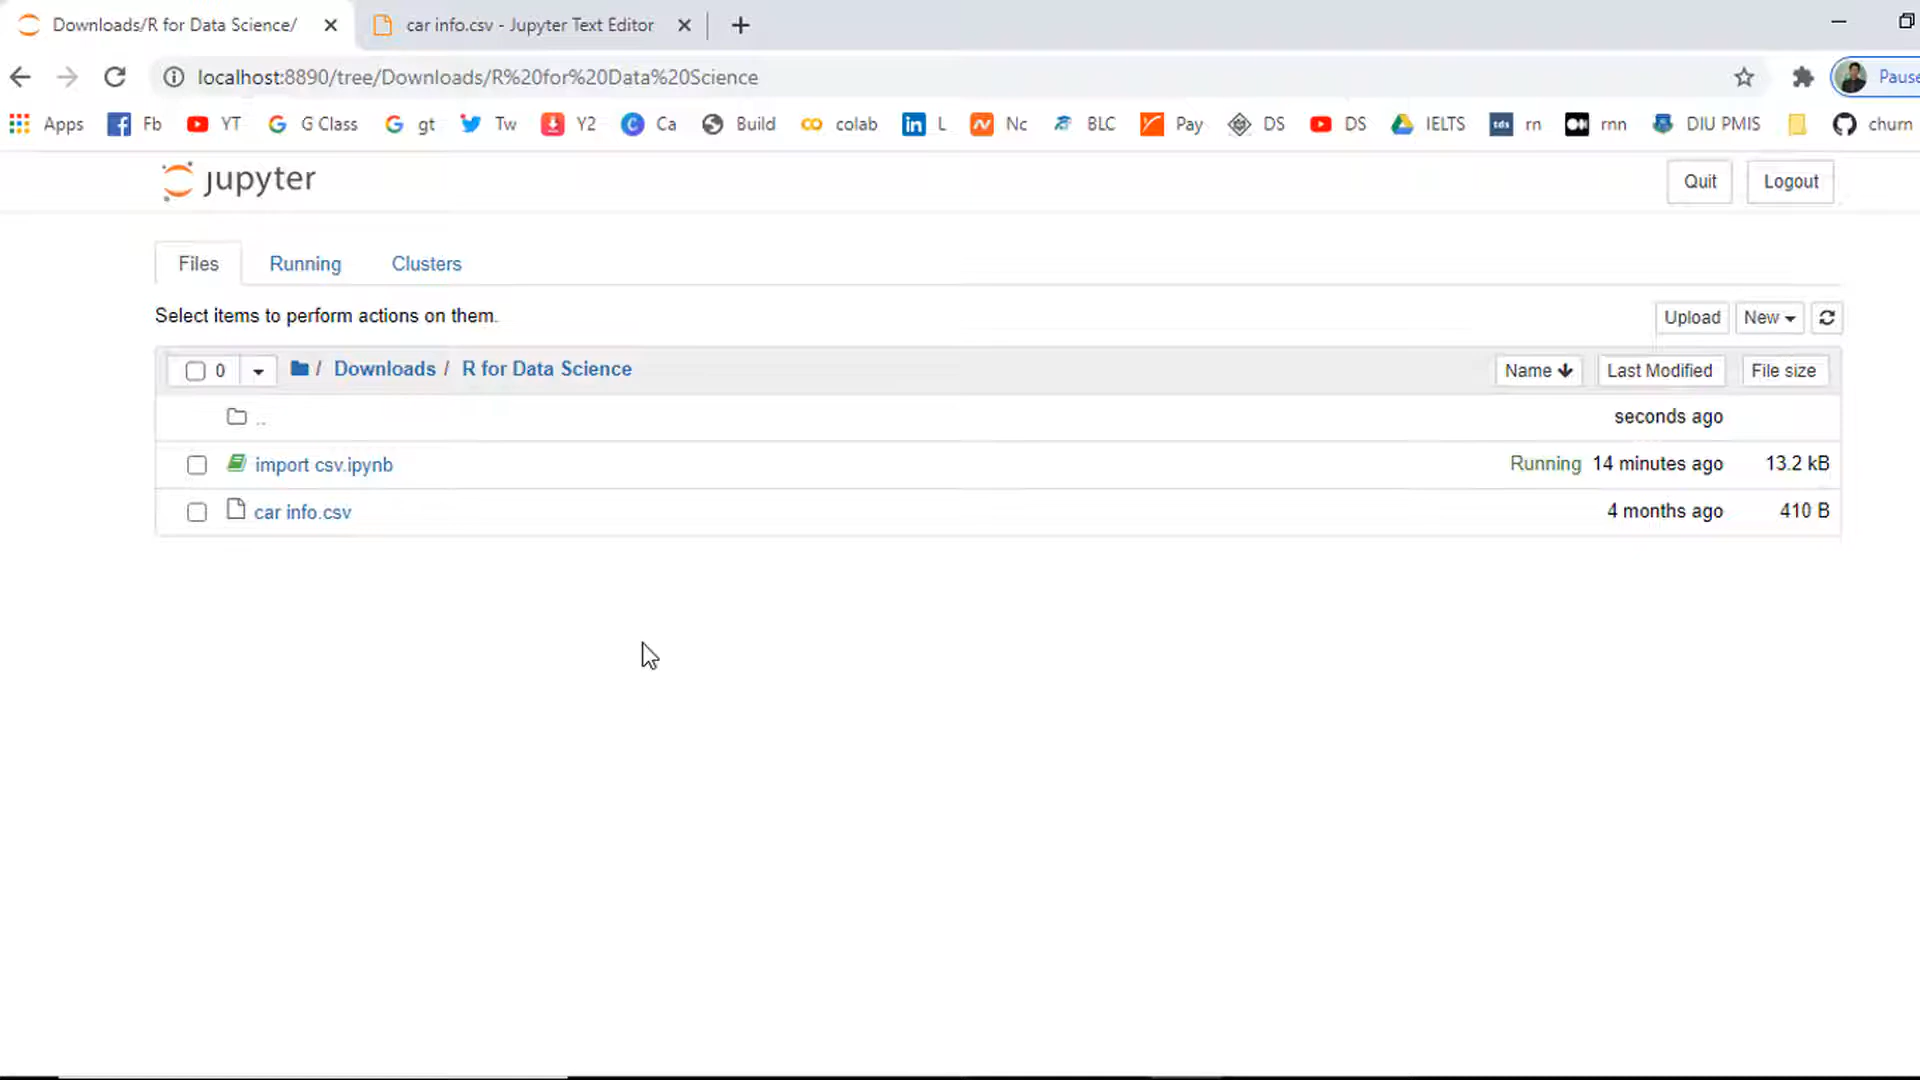 Downloads/R for Data Science/
car info.csv - Jupyter Text Editor
localhost:8890/tree/Downloads/R%20for%20Data%20Science
Pause
Apps Fb YT G Class gt Tw Y2 Ca Build colab L Nc BLC Pay DS DS IELTS rn rnn DIU PMIS churn
jupyter
Quit Logout
Files Running Clusters
Select items to perform actions on them.
Upload New
0 / Downloads / R for Data Science Name Last Modified File size
.. seconds ago
import csv.ipynb Running 14 minutes ago 13.2 kB
car info.csv 4 months ago 410 B